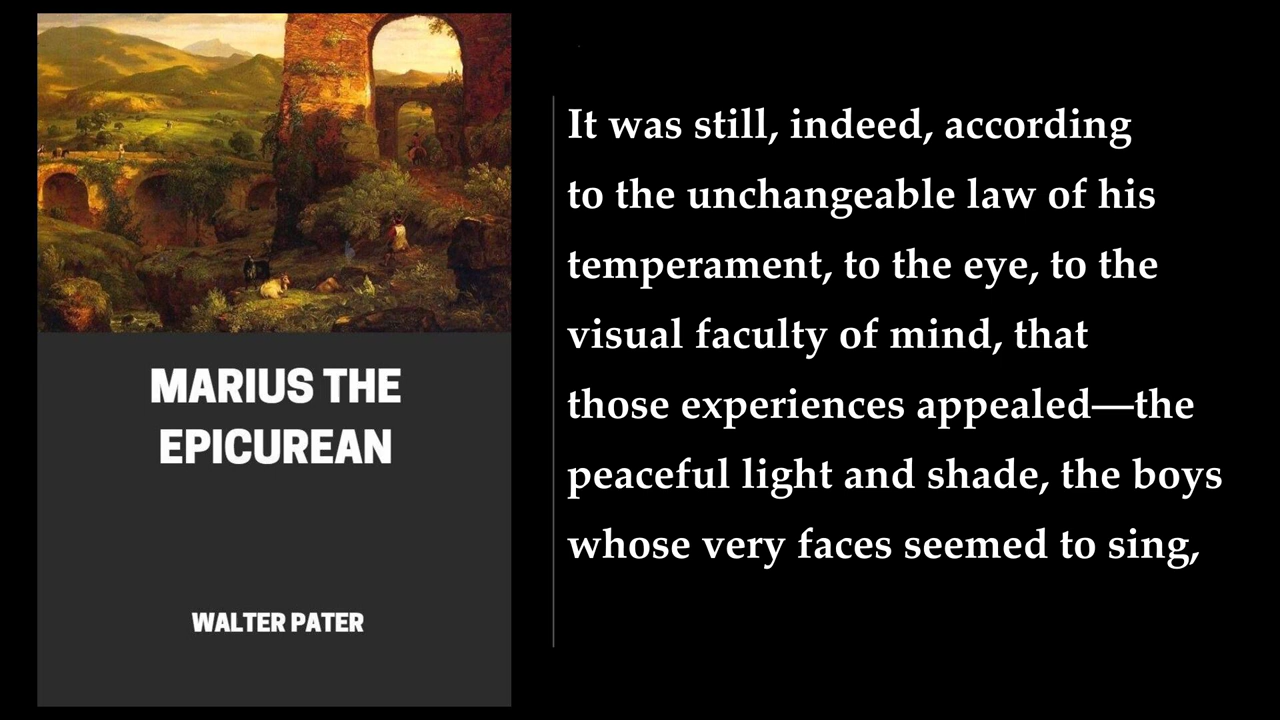 MARIUS THE
EPICUREAN
WALTER PATER
It was still, indeed, according
to the unchangeable law of his
temperament, to the eye, to the
visual faculty of mind, that
those experiences appealed—the
peaceful light and shade, the boys
whose very faces seemed to sing,